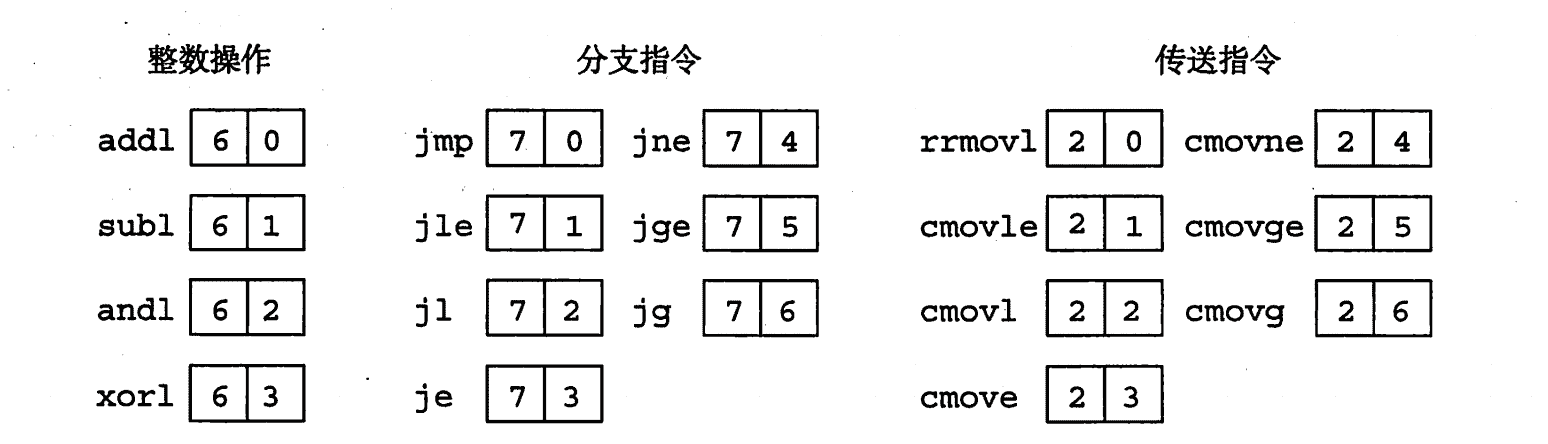 整数操作 分支指令 传送指令
addl 6 0 jmp 7 0 jne 7 4 rrmovl 2 0 cmovne 2 4
subl 6 1 jle 7 1 jge 7 5 cmovle 2 1 cmovge 2 5
andl 6 2 jl 7 2 jg 7 6 cmovl 2 2 cmovg 2 6
xorl 6 3 je 7 3 cmove 2 3